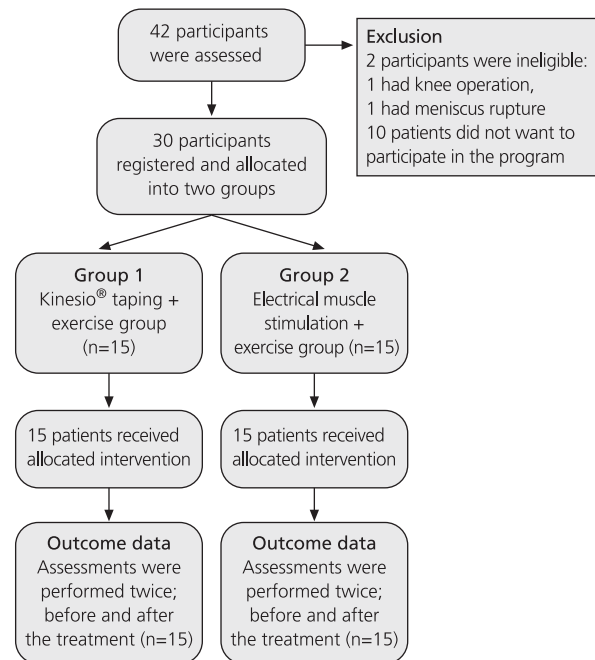 42 participants
were assessed
Exclusion
2 participants were ineligible:
1 had knee operation,
1 had meniscus rupture
10 patients did not want to
participate in the program
30 participants
registered and allocated
into two groups
Group 1
Kinesio® taping +
exercise group
(n=15)
Group 2
Electrical muscle
stimulation +
exercise group (n=15)
15 patients received
allocated intervention
15 patients received
allocated intervention
Outcome data
Assessments were
performed twice;
before and after
the treatment (n=15)
Outcome data
Assessments were
performed twice;
before and after
the treatment (n=15)